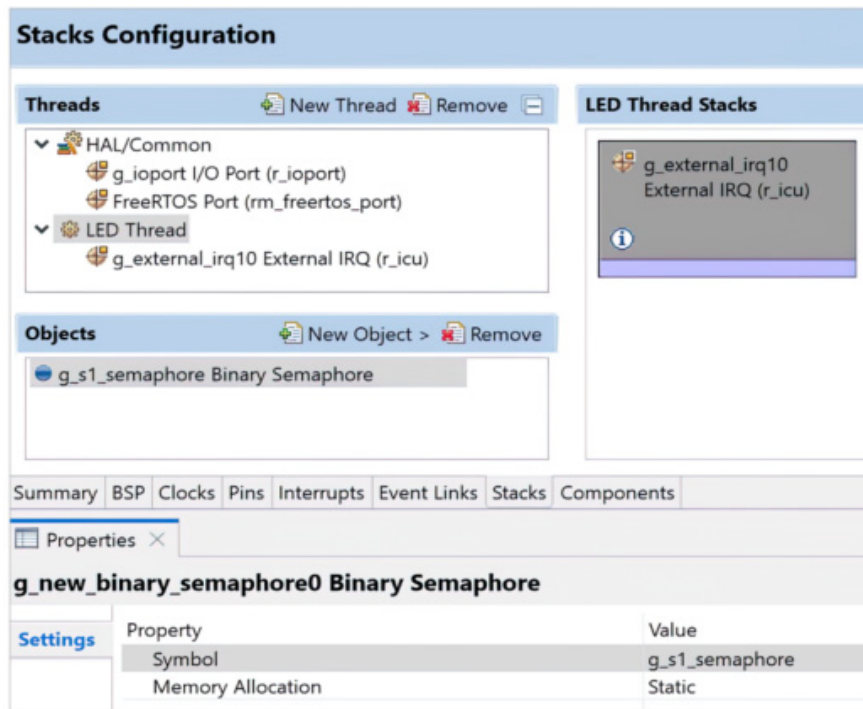 Stacks Configuration
Threads
New Thread
Remove
LED Thread Stacks
HAL/Common
g_ioport I/O Port (r_ioport)
FreeRTOS Port (rm_freertos_port)
LED Thread
g_external_irq10 External IRQ (r_icu)
g_external_irq10
External IRQ (r_icu)
Objects
New Object >
Remove
g_s1_semaphore Binary Semaphore
Summary BSP Clocks Pins Interrupts Event Links Stacks Components
Properties
g_new_binary_semaphore0 Binary Semaphore
Settings
Property Value
Symbol g_s1_semaphore
Memory Allocation Static